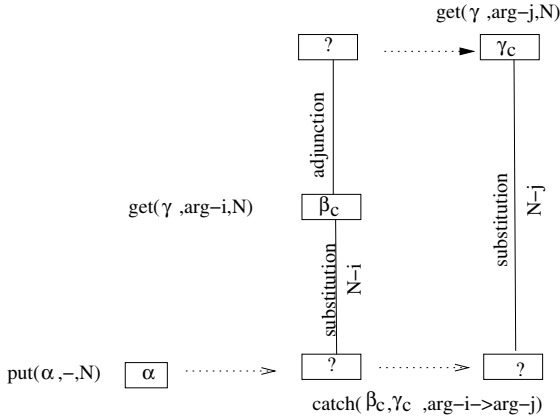 get(γ ,arg−j,N)
? γc
adjunction
substitution
N−j
get(γ ,arg−i,N) βc
substitution
N−i
put(α,−,N) α ? ?
catch(βc,γc ,arg−i−>arg−j)